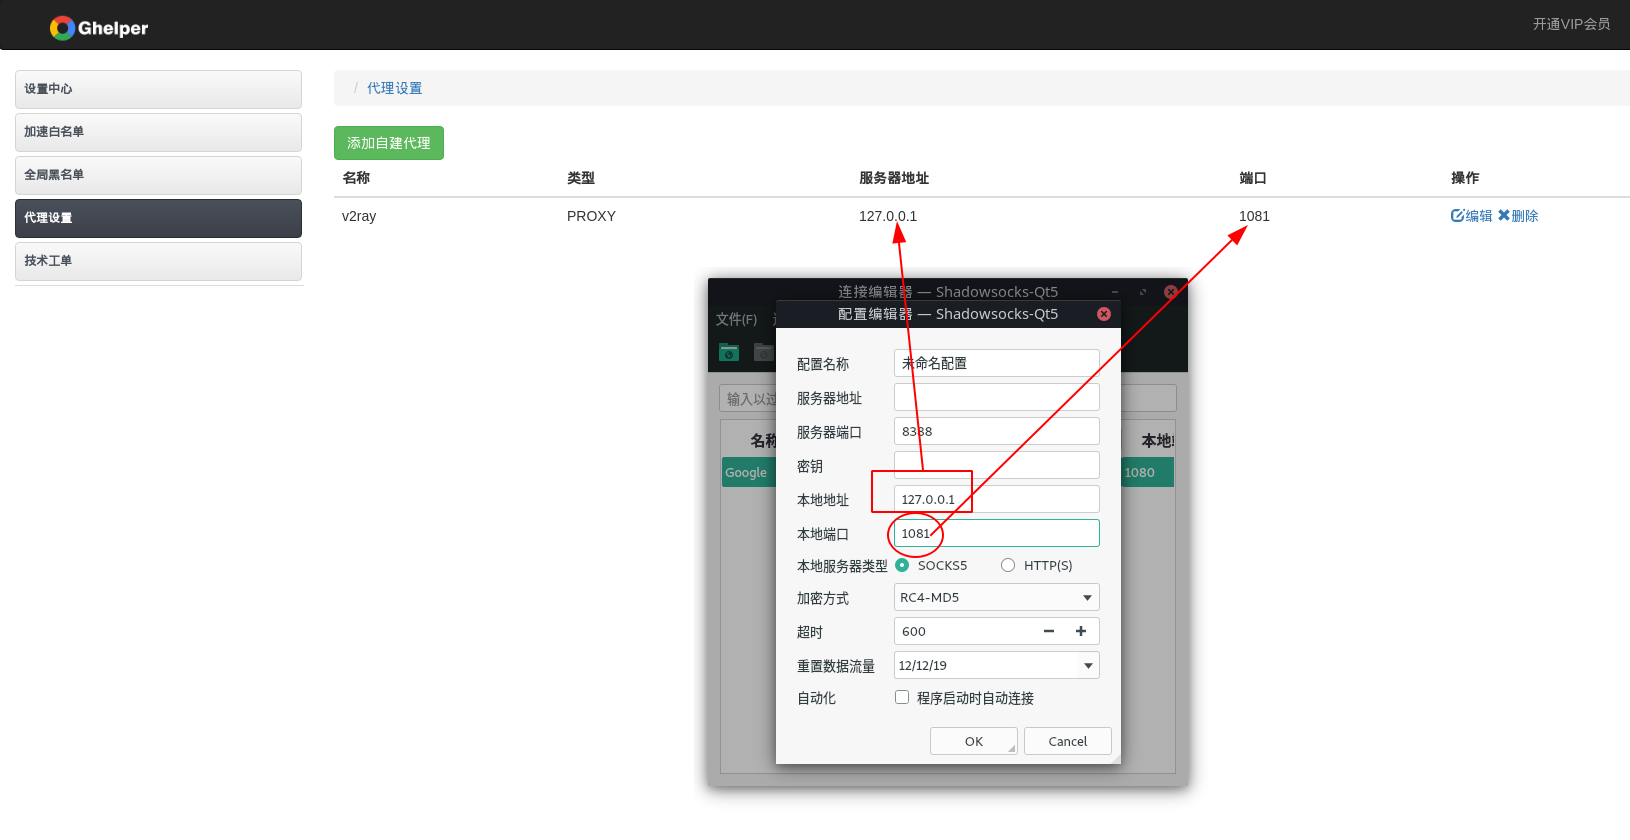 Ghelper
开通VIP会员
设置中心
加速白名单
全局黑名单
代理设置
技术工单
/ 代理设置
添加自建代理
名称 类型 服务器地址 端口 操作
v2ray PROXY 127.0.0.1 1081 编辑 删除
连接编辑器 — Shadowsocks-Qt5
文件(F)
输入以过
名称 本地
Google 1080
配置编辑器 — Shadowsocks-Qt5
配置名称 未命名配置
服务器地址
服务器端口 8388
密钥
本地地址 127.0.0.1
本地端口 1081
本地服务器类型 SOCKS5 HTTP(S)
加密方式 RC4-MD5
超时 600
重置数据流量 12/12/19
自动化 程序启动时自动连接
OK Cancel